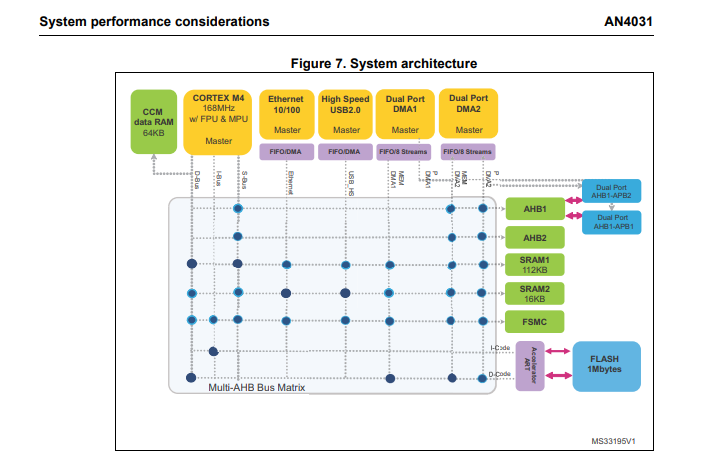 System performance considerations
AN4031
Figure 7. System architecture
CCM
data RAM
64KB
CORTEX M4
168MHz
w/ FPU & MPU
Master
Ethernet
10/100
Master
High Speed
USB2.0
Master
Dual Port
DMA1
Master
Dual Port
DMA2
Master
FIFO/DMA
FIFO/DMA
FIFO/8 Streams
FIFO/8 Streams
D-Bus
I-Bus
S-Bus
Ethernet
USB_HS
DMA1
MEM
DMA1
P
DMA2
MEM
DMA2
P
Dual Port
AHB1-APB2
Dual Port
AHB1-APB1
AHB1
AHB2
SRAM1
112KB
SRAM2
16KB
FSMC
I-Code
D-Code
Accelerator
ART
FLASH
1Mbytes
Multi-AHB Bus Matrix
MS33195V1